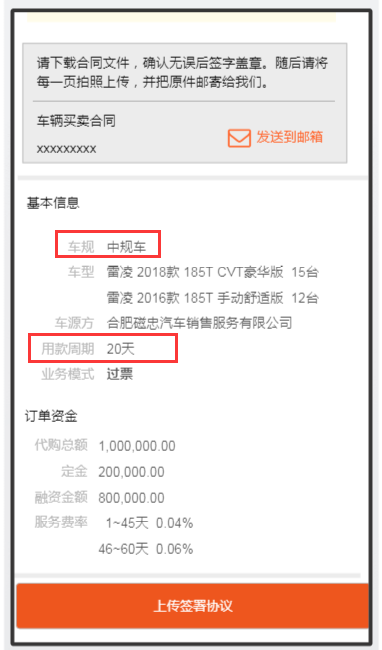 请下载合同文件，确认无误后签字盖章。随后请将
每一页拍照上传，并把原件邮寄给我们。
车辆买卖合同
xxxxxxxxx
发送到邮箱
基本信息
车规 中规车
车型 雷凌 2018款 185T CVT豪华版 15台
雷凌 2016款 185T 手动舒适版 12台
车源方 合肥磁忠汽车销售服务有限公司
用款周期 20天
业务模式 过票
订单资金
代购总额 1,000,000.00
定金 200,000.00
融资金额 800,000.00
服务费率 1~45天 0.04%
46~60天 0.06%
上传签署协议